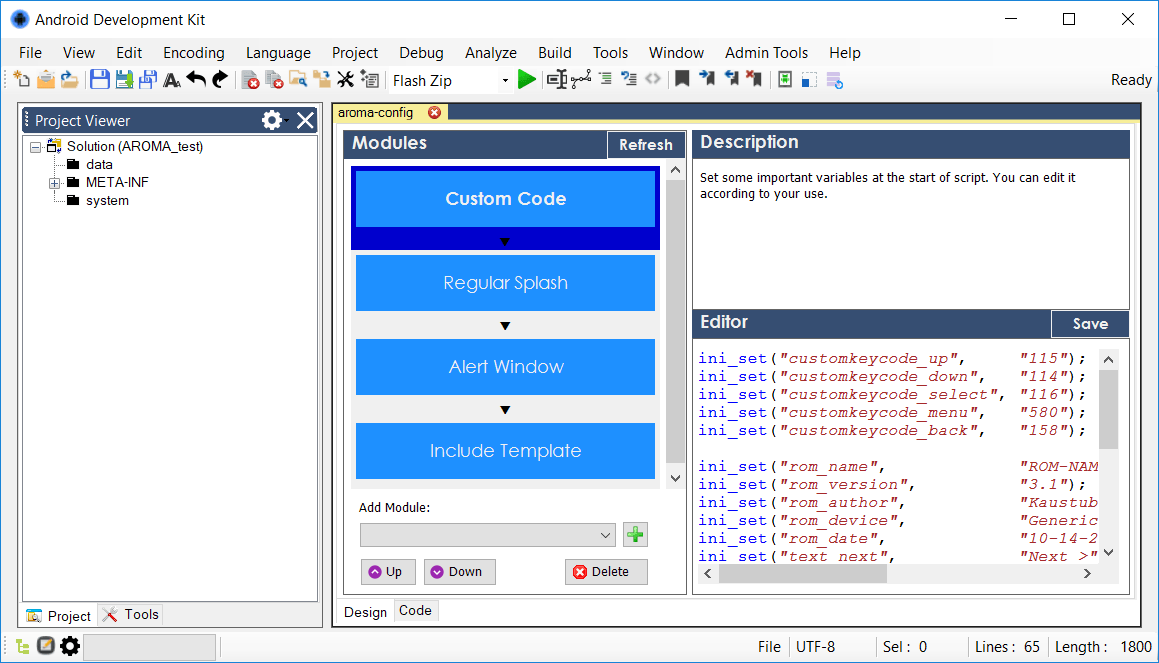 Android Development Kit
File View Edit Encoding Language Project Debug Analyze Build Tools Window Admin Tools Help
Flash Zip
Ready
Project Viewer
Solution (AROMA_test)
data
META-INF
system
Project Tools
aroma-config
Modules Refresh
Custom Code
Regular Splash
Alert Window
Include Template
Add Module:
Up Down Delete
Design Code
Description
Set some important variables at the start of script. You can edit it
according to your use.
Editor Save
ini_set("customkeycode_up", "115");
ini_set("customkeycode_down", "114");
ini_set("customkeycode_select", "116");
ini_set("customkeycode_menu", "580");
ini_set("customkeycode_back", "158");
ini_set("rom_name", "ROM-NAM
ini_set("rom_version", "3.1");
ini_set("rom_author", "Kaustub
ini_set("rom_device", "Generic
ini_set("rom_date", "10-14-2
ini_set("text_next", "Next >"
File UTF-8 Sel : 0 Lines : 65 Length : 1800